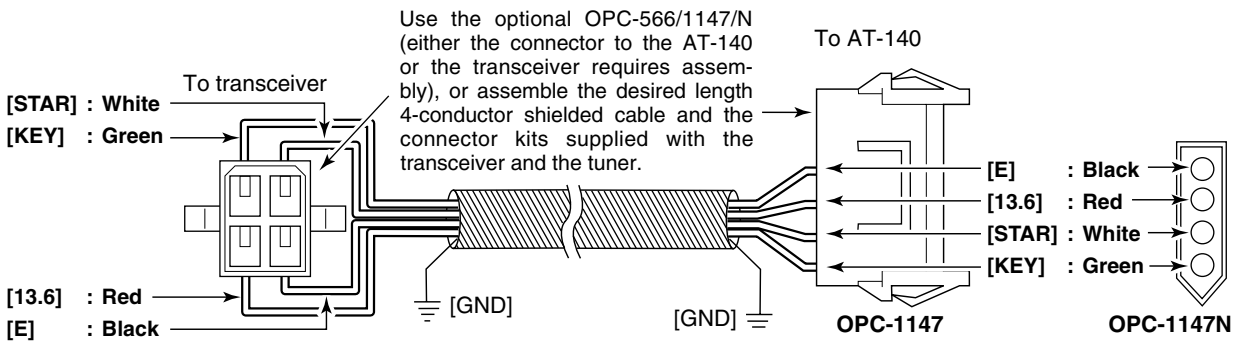 Use the optional OPC-566/1147/N
(either the connector to the AT-140
or the transceiver requires assem-
bly), or assemble the desired length
4-conductor shielded cable and the
connector kits supplied with the
transceiver and the tuner.
To transceiver
[STAR] : White
[KEY] : Green
[13.6] : Red
[E] : Black
[GND]
[GND]
To AT-140
[E] : Black
[13.6] : Red
[STAR] : White
[KEY] : Green
OPC-1147
OPC-1147N